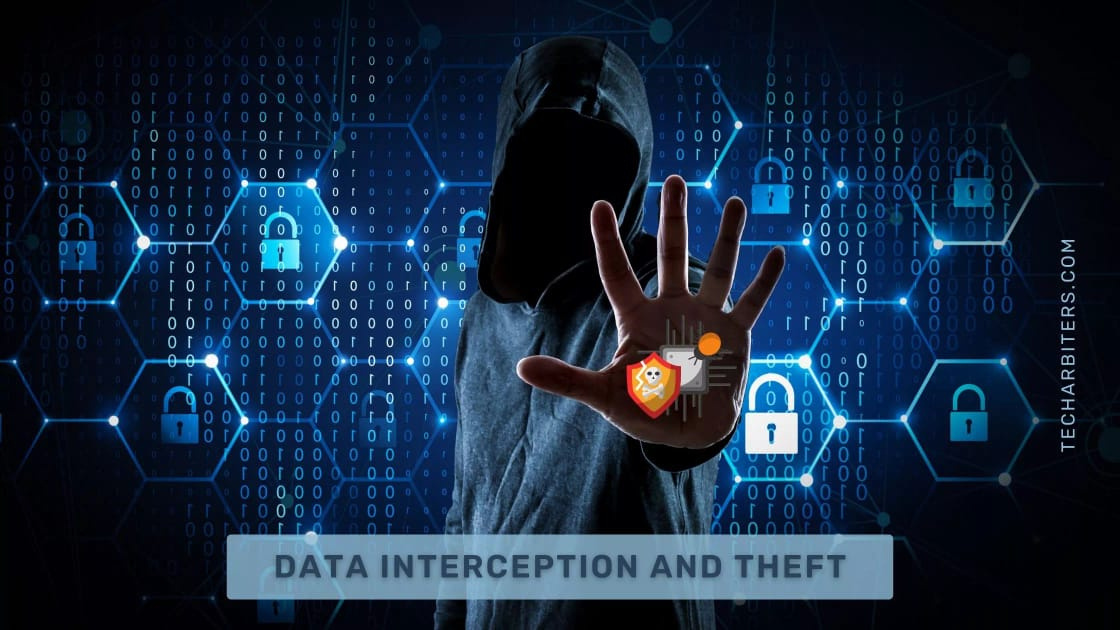 TECHARBITERS.COM
DATA INTERCEPTION AND THEFT